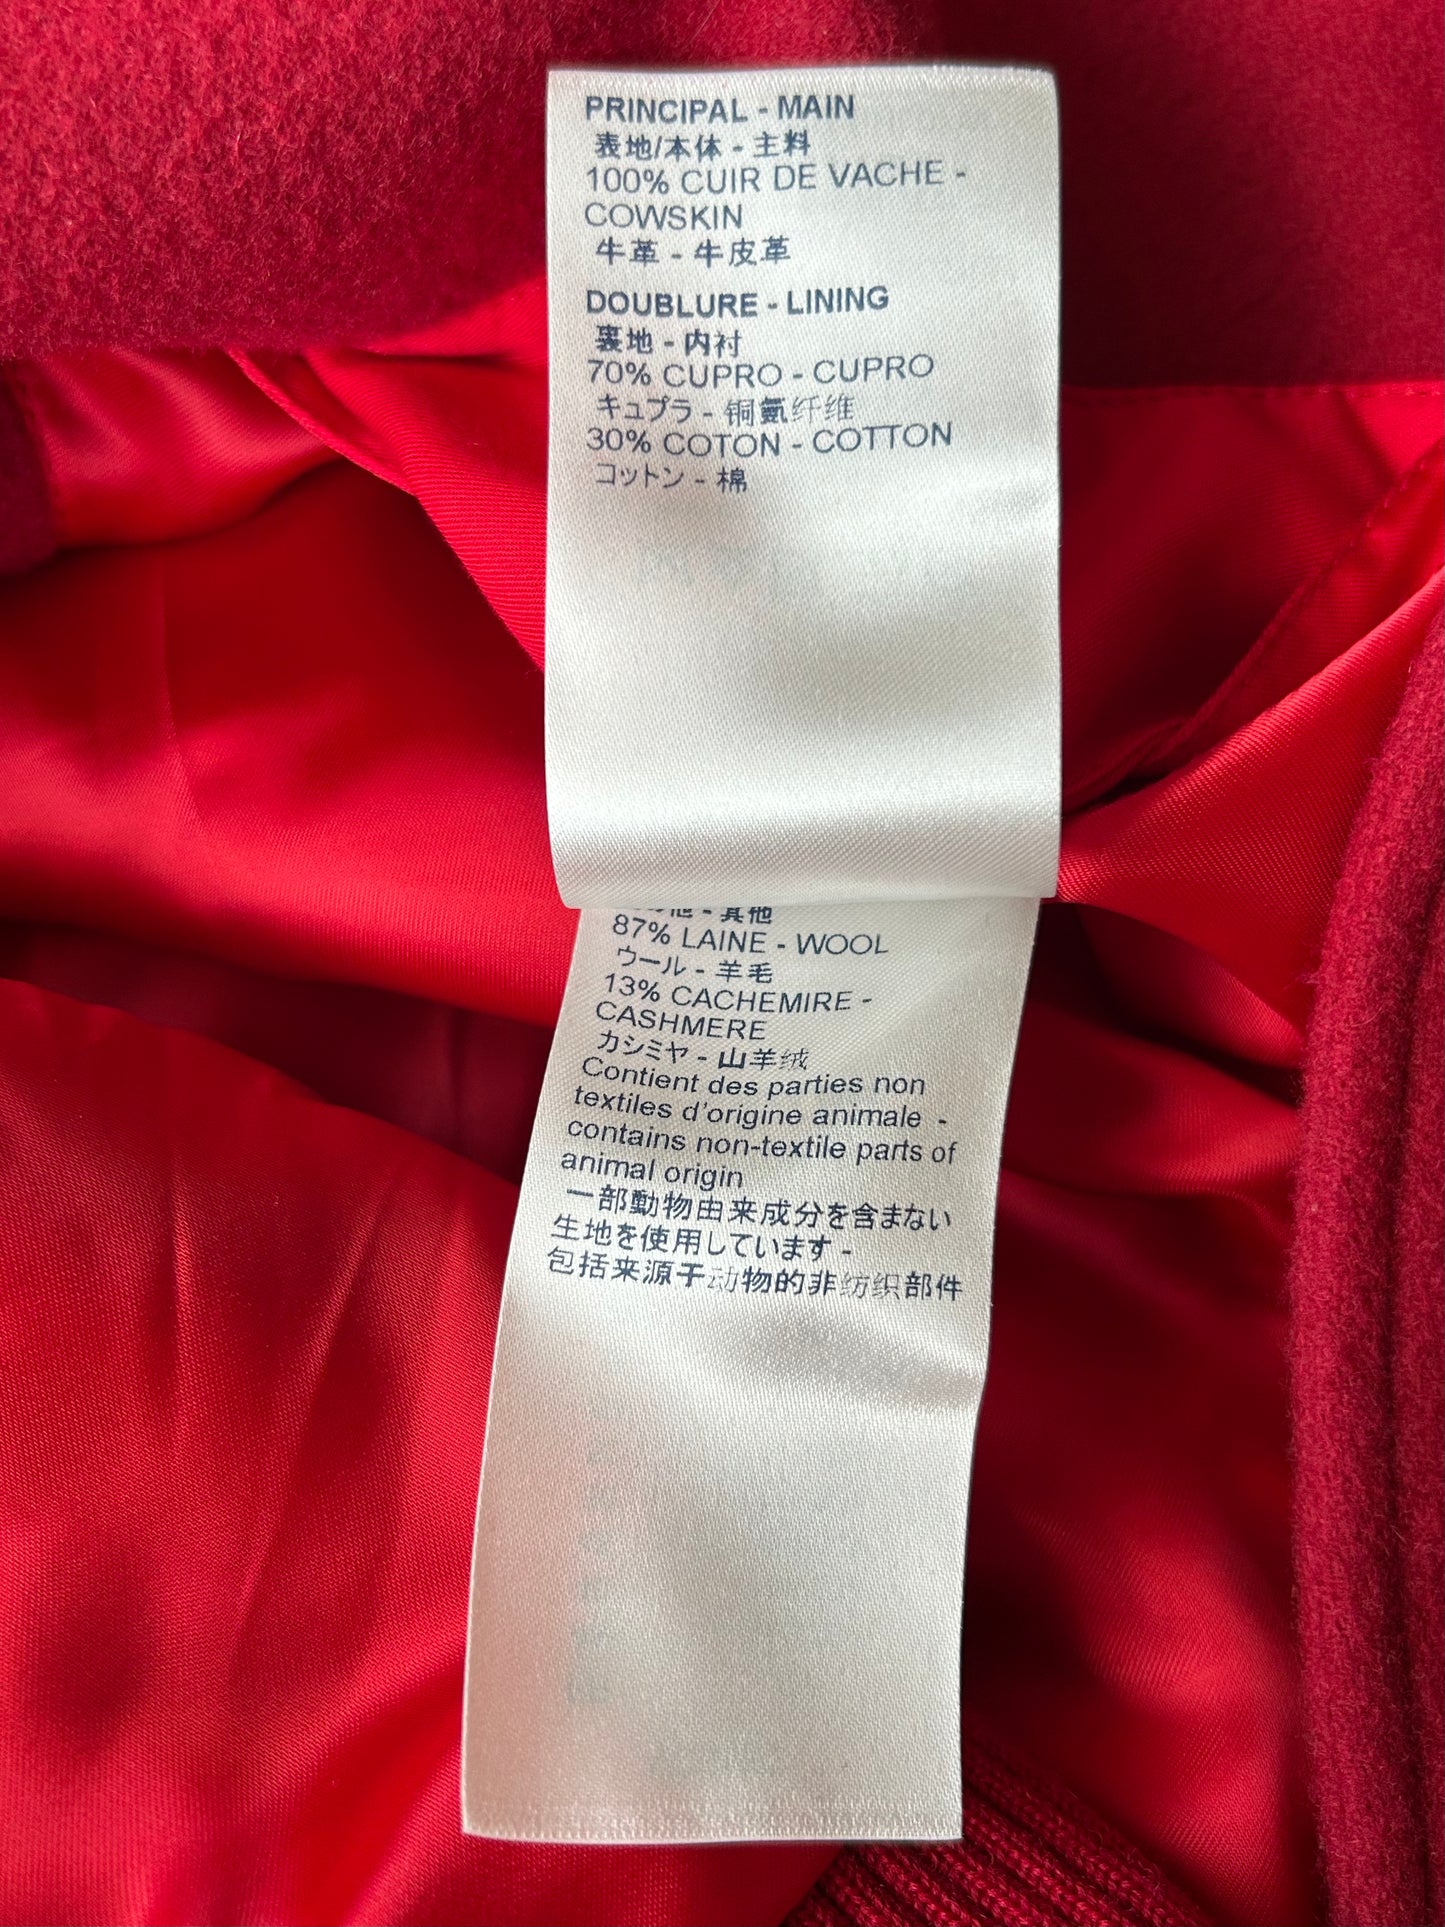 PRINCIPAL - MAIN
表地/本体 - 主料
100% CUIR DE VACHE -
COWSKIN
牛革 - 牛皮革
DOUBLURE - LINING
裏地 - 内衬
70% CUPRO - CUPRO
キュプラ - 铜氨纤维
30% COTON - COTTON
コットン - 棉
の他 - 其他
87% LAINE - WOOL
ウール - 羊毛
13% CACHEMIRE -
CASHMERE
カシミヤ - 山羊绒
Contient des parties non
textiles d'origine animale -
contains non-textile parts of
animal origin
一部動物由来成分を含まない
生地を使用しています -
包括来源于动物的非纺织部件